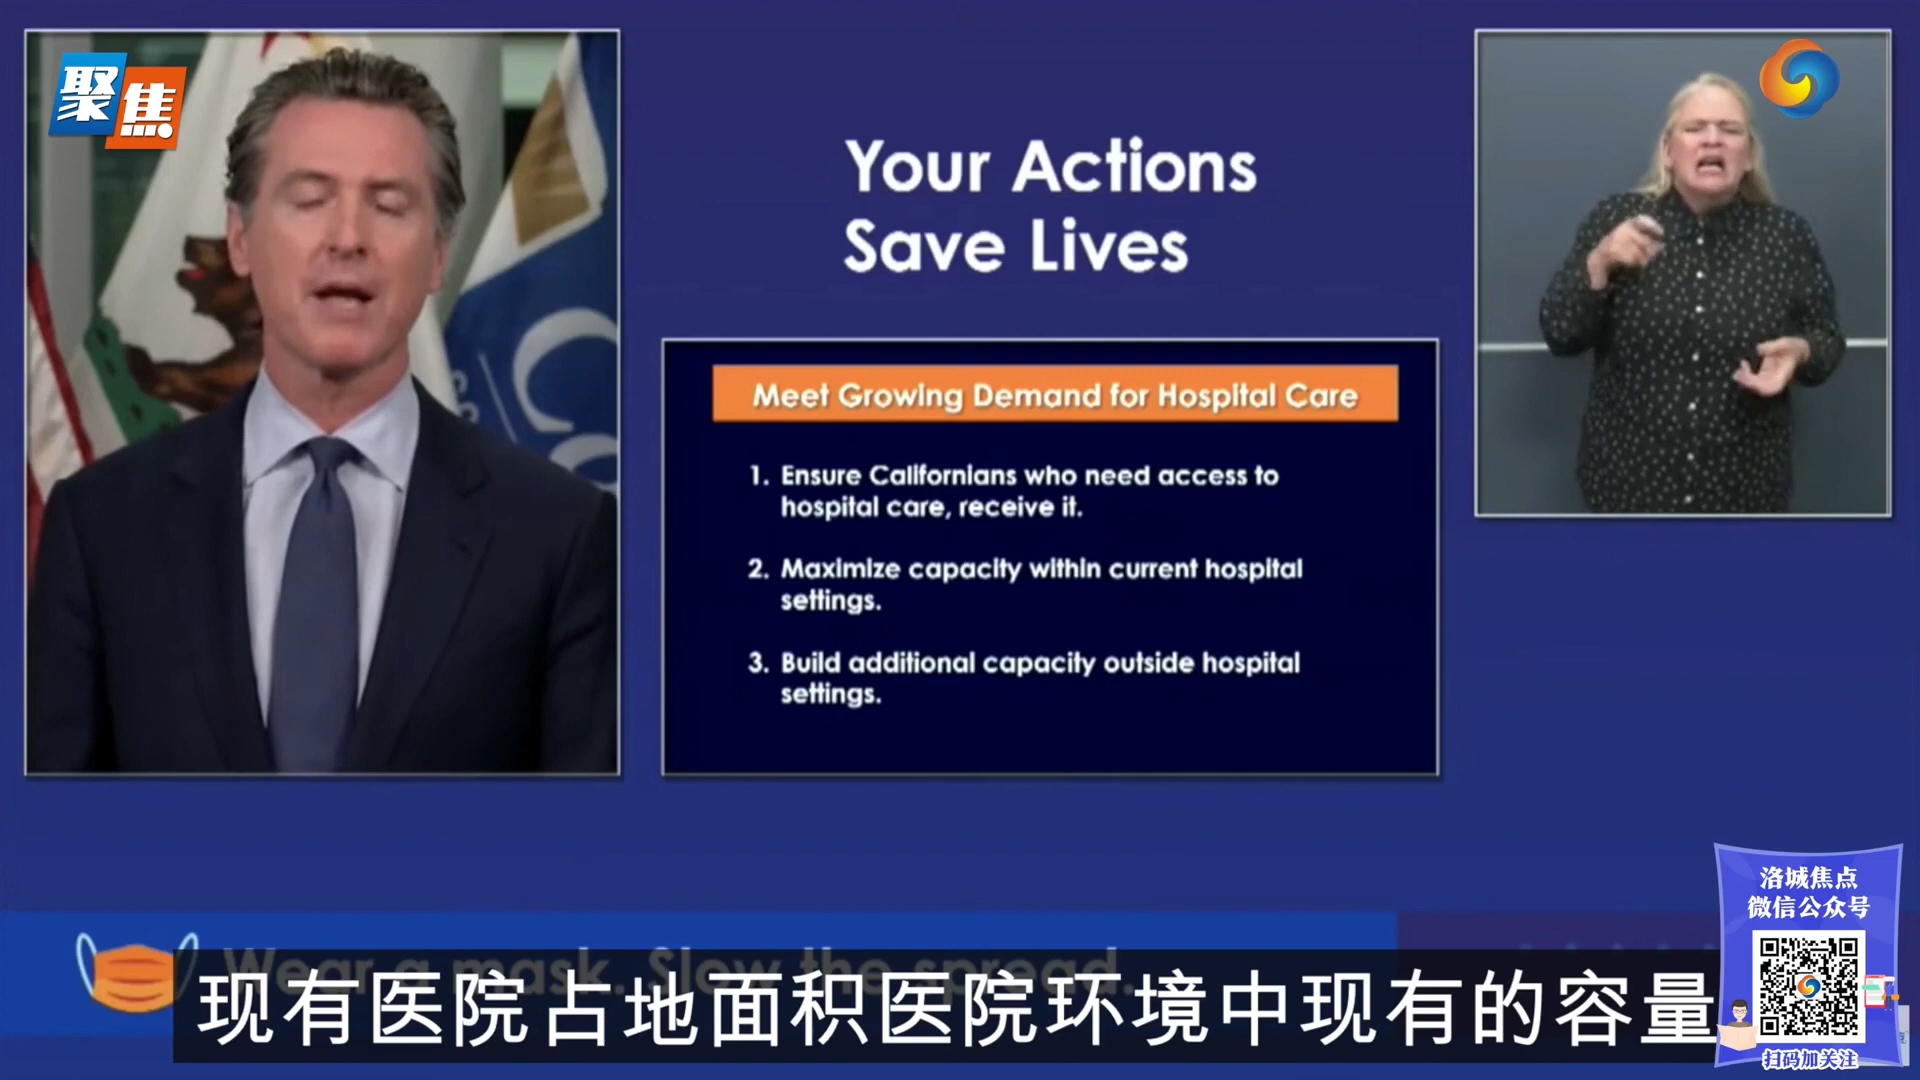 聚焦
Your Actions
Save Lives
Meet Growing Demand for Hospital Care
1. Ensure Californians who need access to
hospital care, receive it.
2. Maximize capacity within current hospital
settings.
3. Build additional capacity outside hospital
settings.
Wear a mask. Slow the spread.
现有医院占地面积医院环境中现有的容量
洛城焦点
微信公众号
扫码加关注